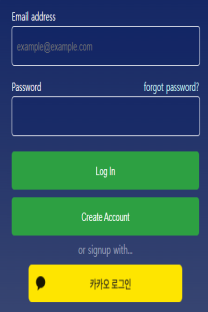 Email address
example@example.com
Password forgot password?
Log In
Create Account
or signup with...
카카오 로그인